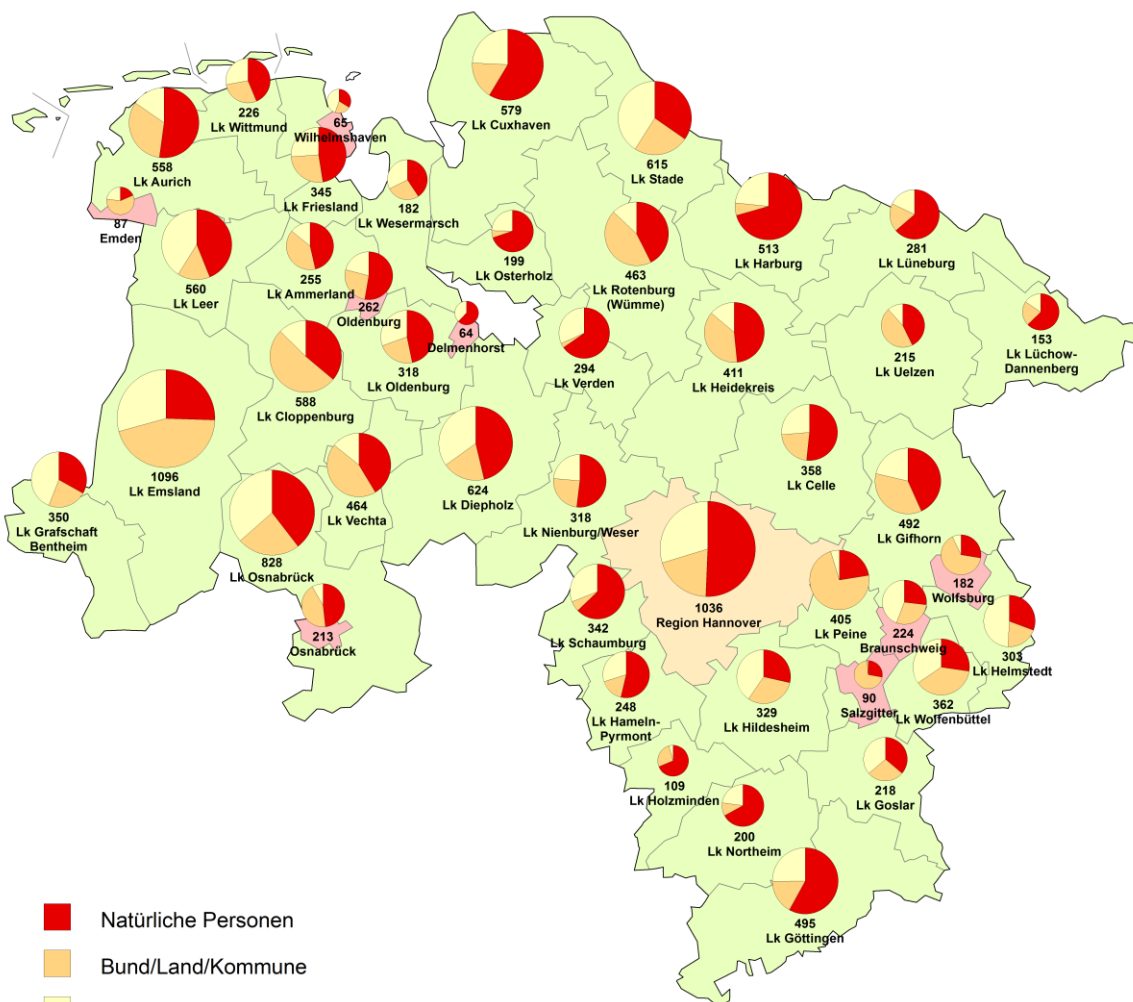 579
Lk Cuxhaven
226
Lk Wittmund
65
Wilhelmshaven
615
Lk Stade
558
Lk Aurich
345
Lk Friesland
182
Lk Wesermarsch
87
Emden
199
Lk Osterholz
463
Lk Rotenburg
(Wümme)
513
Lk Harburg
281
Lk Lüneburg
560
Lk Leer
255
Lk Ammerland
262
Oldenburg
64
Delmenhorst
318
Lk Oldenburg
294
Lk Verden
411
Lk Heidekreis
215
Lk Uelzen
153
Lk Lüchow-
Dannenberg
588
Lk Cloppenburg
1096
Lk Emsland
350
Lk Grafschaft
Bentheim
464
Lk Vechta
624
Lk Diepholz
318
Lk Nienburg/Weser
358
Lk Celle
492
Lk Gifhorn
828
Lk Osnabrück
213
Osnabrück
1036
Region Hannover
342
Lk Schaumburg
405
Lk Peine
182
Wolfsburg
224
Braunschweig
303
Lk Helmstedt
248
Lk Hameln-
Pyrmont
329
Lk Hildesheim
90
Salzgitter
362
Lk Wolfenbüttel
109
Lk Holzminden
218
Lk Goslar
200
Lk Northeim
495
Lk Göttingen
Natürliche Personen
Bund/Land/Kommune